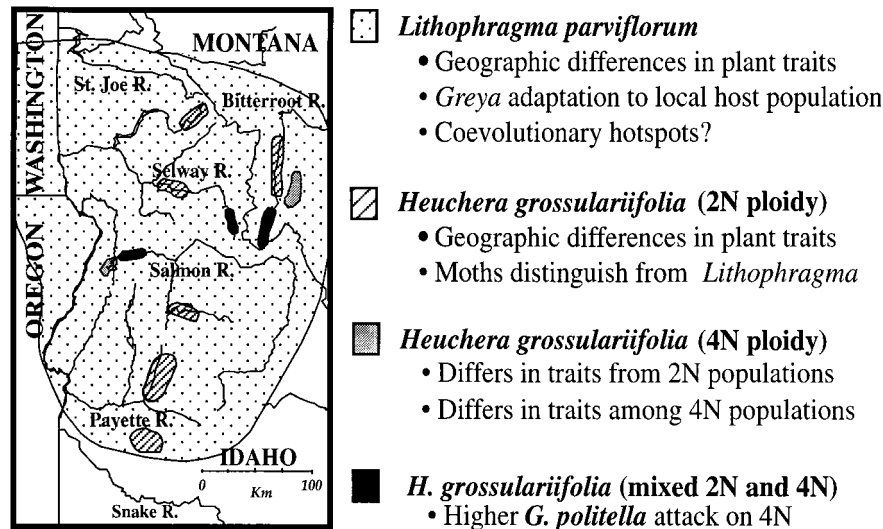 WASHINGTON
OREGON
MONTANA
St. Joe R.
Bitterroot R.
Selway R.
Salmon R.
Payette R.
IDAHO
0 100
Km
Snake R.
Lithophragma parviflorum
• Geographic differences in plant traits
• Greya adaptation to local host population
• Coevolutionary hotspots?
Heuchera grossulariifolia (2N ploidy)
• Geographic differences in plant traits
• Moths distinguish from Lithophragma
Heuchera grossulariifolia (4N ploidy)
• Differs in traits from 2N populations
• Differs in traits among 4N populations
H. grossulariifolia (mixed 2N and 4N)
• Higher G. politella attack on 4N